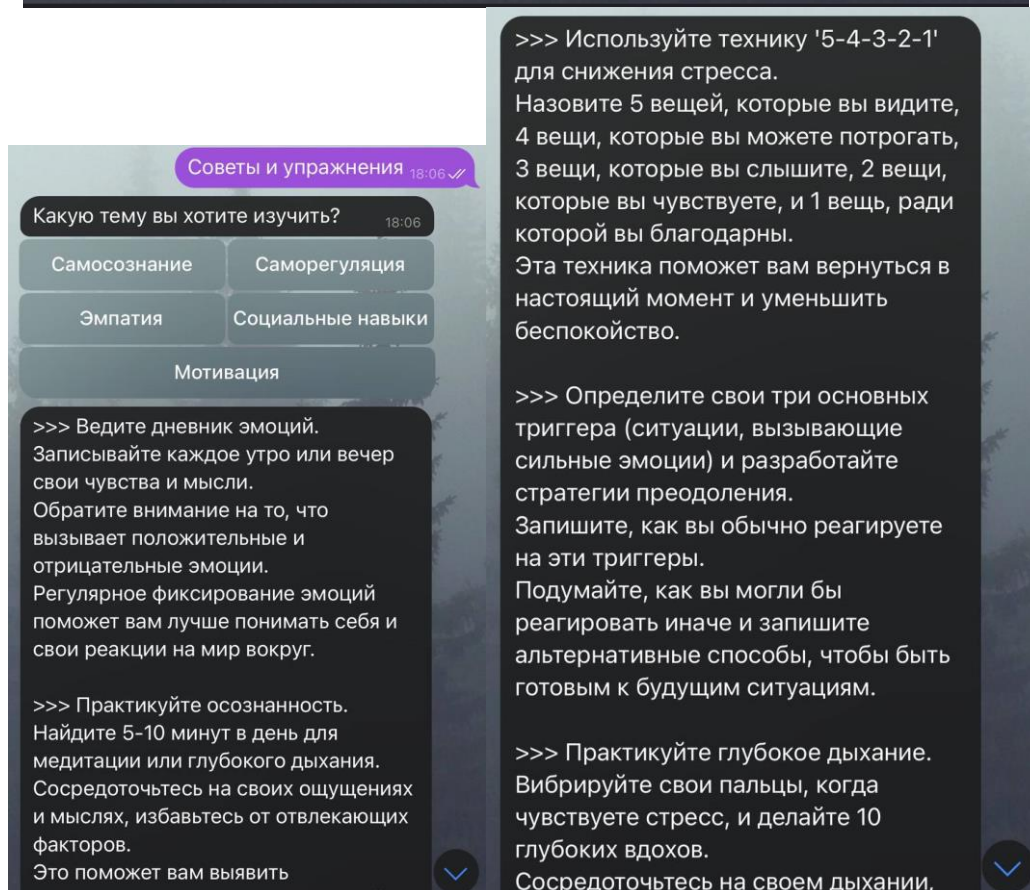 Советы и упражнения 18:06
Какую тему вы хотите изучить? 18:06
Самосознание
Саморегуляция
Эмпатия
Социальные навыки
Мотивация
>>> Ведите дневник эмоций.
Записывайте каждое утро или вечер
свои чувства и мысли.
Обратите внимание на то, что
вызывает положительные и
отрицательные эмоции.
Регулярное фиксирование эмоций
поможет вам лучше понимать себя и
свои реакции на мир вокруг.
>>> Практикуйте осознанность.
Найдите 5-10 минут в день для
медитации или глубокого дыхания.
Сосредоточьтесь на своих ощущениях
и мыслях, избавьтесь от отвлекающих
факторов.
Это поможет вам выявить
>>> Используйте технику '5-4-3-2-1'
для снижения стресса.
Назовите 5 вещей, которые вы видите,
4 вещи, которые вы можете потрогать,
3 вещи, которые вы слышите, 2 вещи,
которые вы чувствуете, и 1 вещь, ради
которой вы благодарны.
Эта техника поможет вам вернуться в
настоящий момент и уменьшить
беспокойство.
>>> Определите свои три основных
триггера (ситуации, вызывающие
сильные эмоции) и разработайте
стратегии преодоления.
Запишите, как вы обычно реагируете
на эти триггеры.
Подумайте, как вы могли бы
реагировать иначе и запишите
альтернативные способы, чтобы быть
готовым к будущим ситуациям.
>>> Практикуйте глубокое дыхание.
Вибрируйте свои пальцы, когда
чувствуете стресс, и делайте 10
глубоких вдохов.
Сосредоточьтесь на своем дыхании,